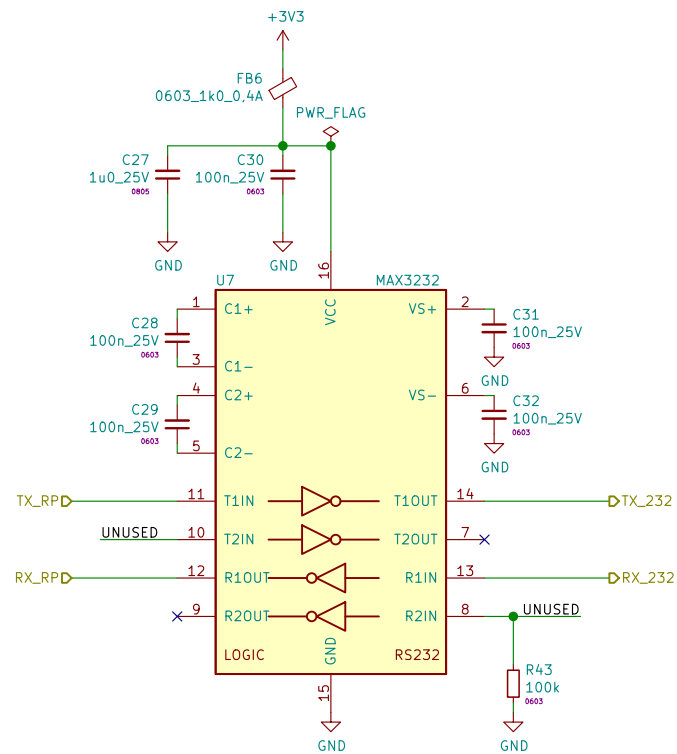 +3V3
FB6
0603_1k0_0,4A
PWR_FLAG
C27
1u0_25V
0805
C30
100n_25V
0603
GND
GND
U7
MAX3232
16
VCC
1
C1+
VS+
2
C28
100n_25V
0603
C31
100n_25V
0603
3
C1-
GND
4
C2+
VS-
6
C29
100n_25V
0603
C32
100n_25V
0603
5
C2-
GND
TX_RP
11
T1IN
T1OUT
14
TX_232
UNUSED
10
T2IN
T2OUT
7
RX_RP
12
R1OUT
R1IN
13
RX_232
9
R2OUT
R2IN
8
UNUSED
LOGIC
GND
RS232
15
R43
100k
0603
GND
GND